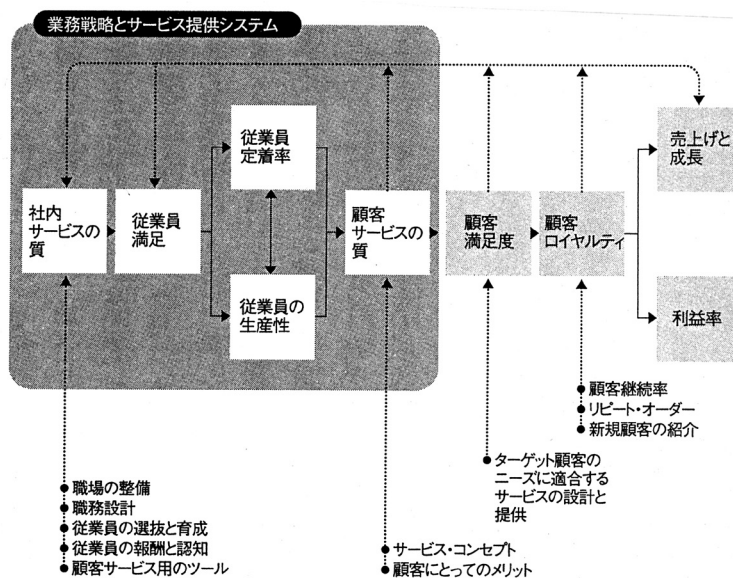 業務戦略とサービス提供システム
従業員
定着率
売上げと
成長
社内
サービスの
質
従業員
満足
顧客
サービスの
質
顧客
満足度
顧客
ロイヤルティ
従業員の
生産性
利益率
●顧客継続率
●リピート・オーダー
●新規顧客の紹介
●ターゲット顧客の
ニーズに適合する
サービスの設計と
提供
●職場の整備
●職務設計
●従業員の選抜と育成
●従業員の報酬と認知
●顧客サービス用のツール
●サービス・コンセプト
●顧客にとってのメリット